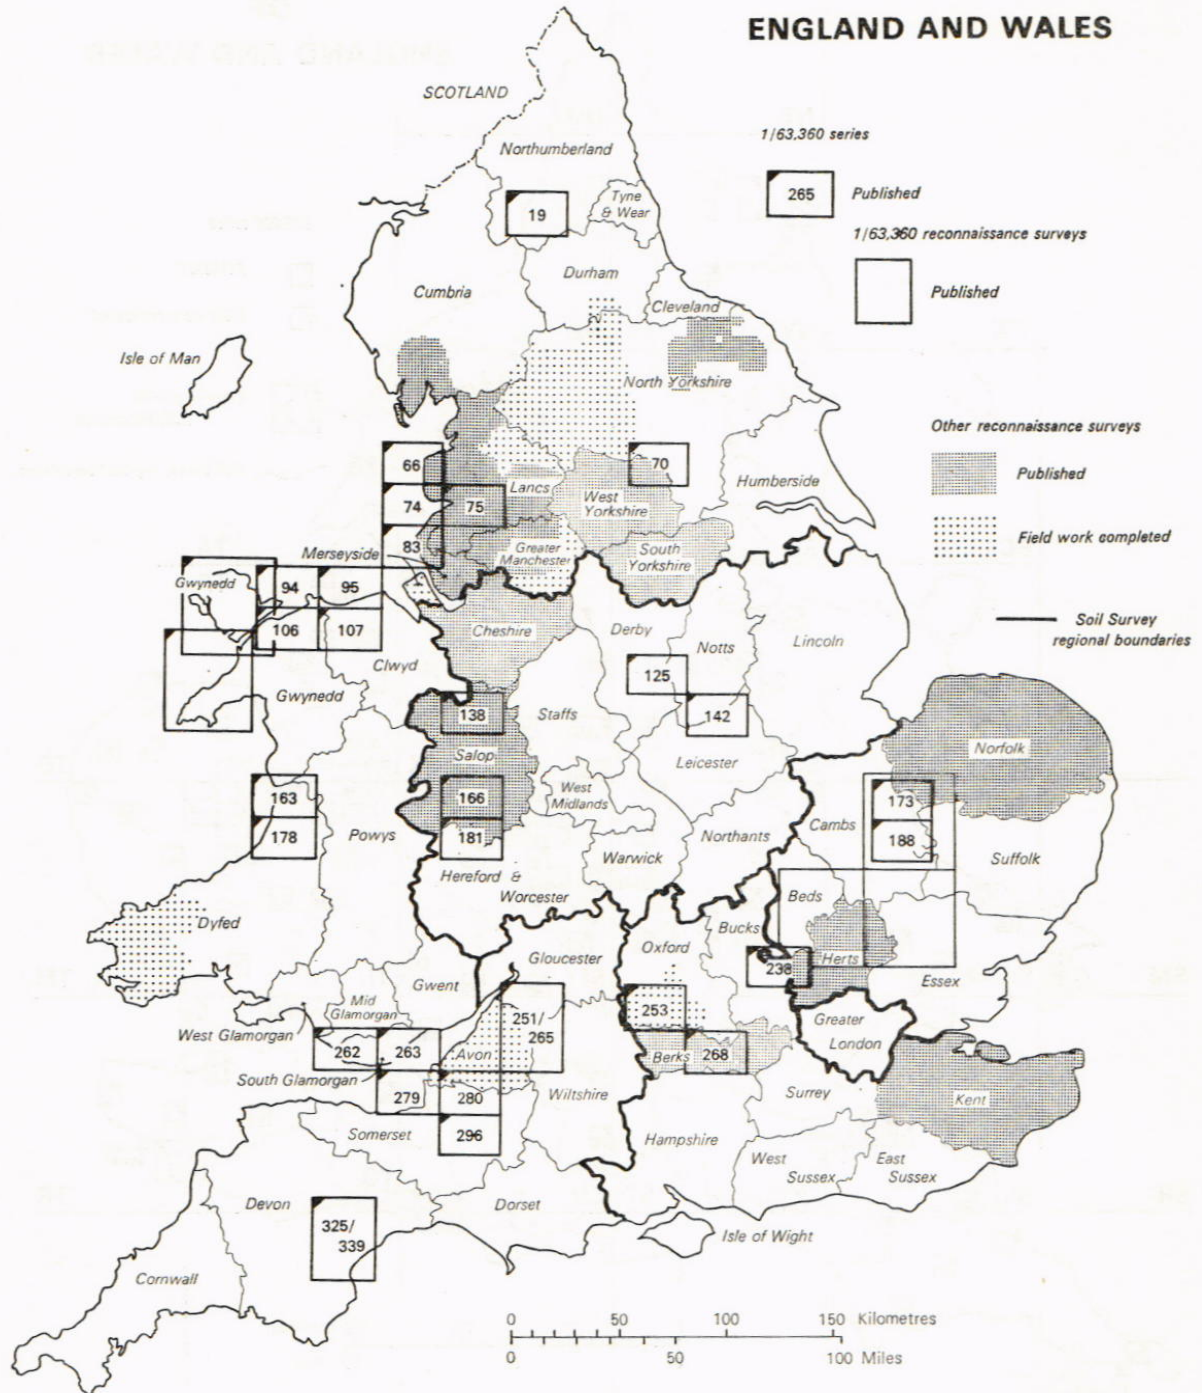 ENGLAND AND WALES
SCOTLAND
1/63,360 series
Northumberland
265
Published
Tyne
& Wear
19
1/63,360 reconnaissance surveys
Durham
Cumbria
Published
Cleveland
Isle of Man
North Yorkshire
Other reconnaissance surveys
66
70
Published
Humberside
Lancs
74
75
West
Yorkshire
Field work completed
83
Merseyside
Greater
Manchester
South
Yorkshire
Gwynedd
94
95
Soil Survey
regional boundaries
106
107
Cheshire
Derby
Notts
Lincoln
Clwyd
125
Gwynedd
138
Staffs
142
Norfolk
Salop
Leicester
163
166
West
Midlands
173
178
Powys
181
Cambs
188
Northants
Warwick
Suffolk
Hereford &
Worcester
Beds
Dyfed
Bucks
Oxford
Gloucester
Herts
238
Gwent
Essex
Mid
Glamorgan
West Glamorgan
251/
265
253
Greater
London
262
263
Avon
Berks
268
South Glamorgan
279
280
Wiltshire
Surrey
Kent
Somerset
296
Hampshire
West
Sussex
East
Sussex
Devon
Dorset
325/
339
Isle of Wight
Cornwall
0 50 100 150 Kilometres
0 50 100 Miles